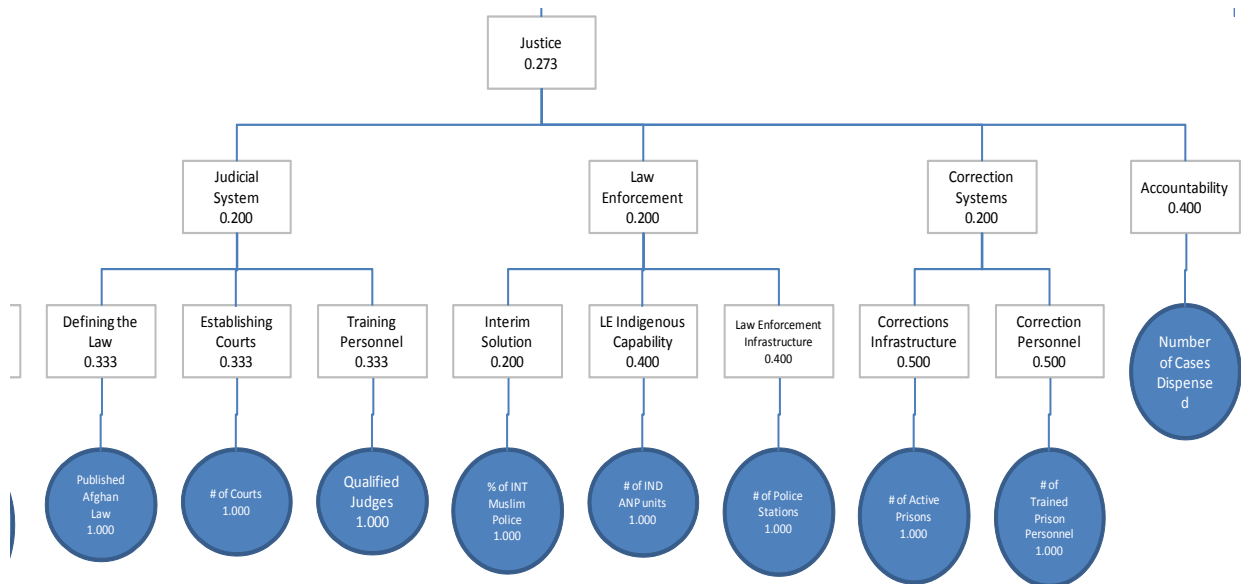 Justice
0.273
Judicial
System
0.200
Law
Enforcement
0.200
Correction
Systems
0.200
Accountability
0.400
Defining the
Law
0.333
Establishing
Courts
0.333
Training
Personnel
0.333
Interim
Solution
0.200
LE Indigenous
Capability
0.400
Law Enforcement
Infrastructure
0.400
Corrections
Infrastructure
0.500
Correction
Personnel
0.500
Number
of Cases
Dispense
d
Published
Afghan
Law
1.000
# of Courts
1.000
Qualified
Judges
1.000
% of INT
Muslim
Police
1.000
# of IND
ANP units
1.000
# of Police
Stations
1.000
# of Active
Prisons
1.000
# of
Trained
Prison
Personnel
1.000